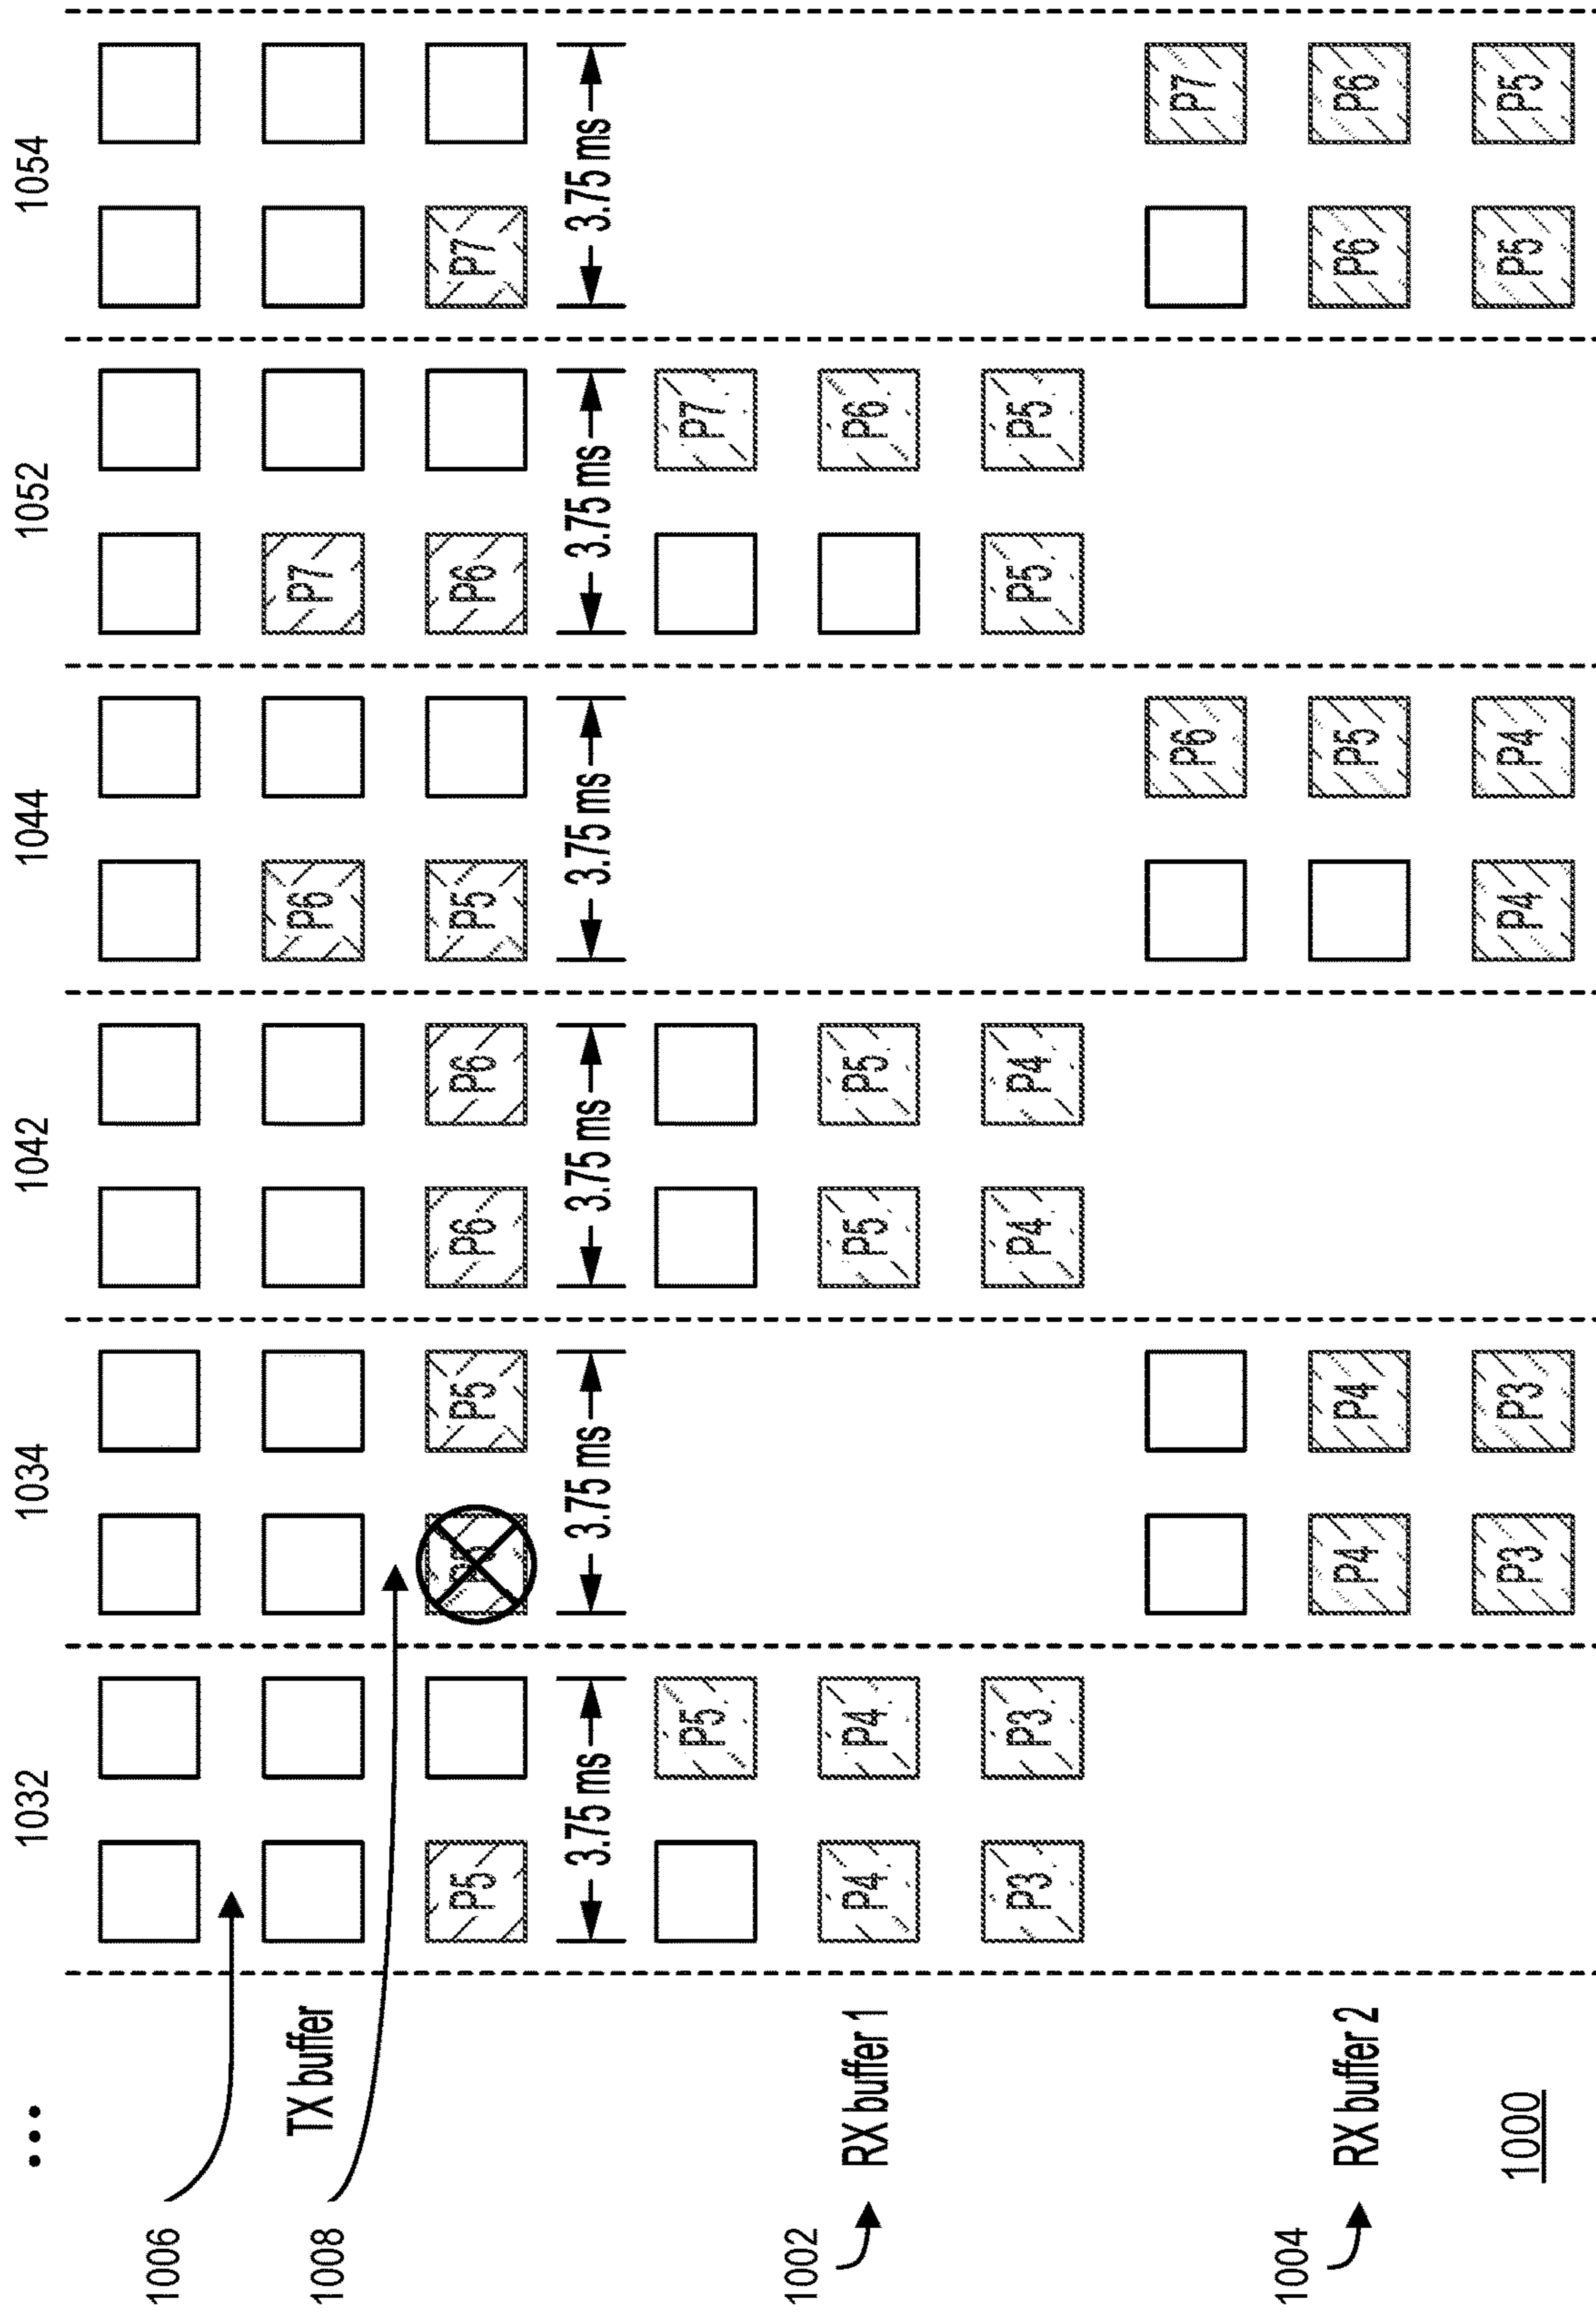 ... 1032 1034 1042 1044 1052 1054
1006
1008 TX buffer P6 P7
P5 P5 P5 P6 P6 P5 P6 P7
3.75 ms 3.75 ms 3.75 ms 3.75 ms 3.75 ms 3.75 ms
P5 P7
1002 RX buffer 1 P4 P4 P5 P5 P6
P3 P3 P4 P4 P5 P5
P6 P7
1004 RX buffer 2 P4 P4 P5 P6 P6
1000 P3 P3 P4 P4 P5 P5